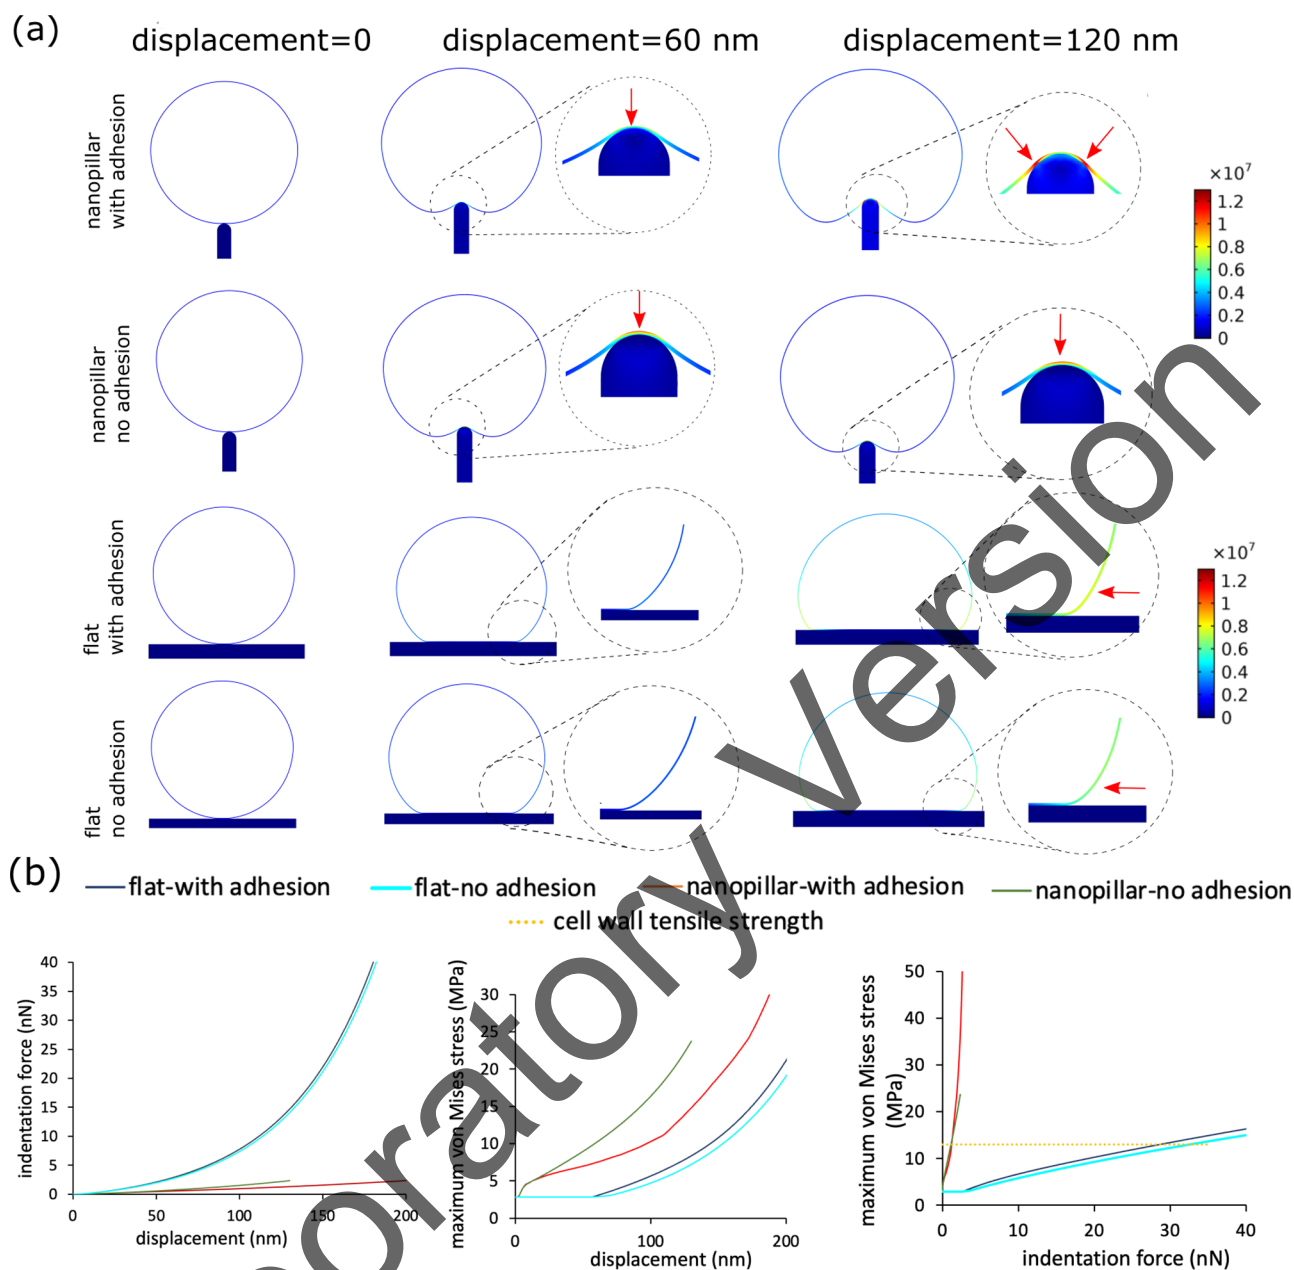 (a)
displacement=0 displacement=60 nm displacement=120 nm
nanopillar
with adhesion
×10⁷
1.2
1
0.8
0.6
0.4
0.2
0
nanopillar
no adhesion
flat
with adhesion
×10⁷
1.2
1
0.8
0.6
0.4
0.2
0
flat
no adhesion
(b)
flat-with adhesion flat-no adhesion nanopillar-with adhesion nanopillar-no adhesion
cell wall tensile strength
indentation force (nN)
40
35
30
25
20
15
10
5
0
0 50 100 150 200
displacement (nm)
maximum von Mises stress (MPa)
30
25
20
15
10
5
0
0 100 200
displacement (nm)
maximum von Mises stress
(MPa)
50
40
30
20
10
0
0 10 20 30 40
indentation force (nN)
oratory Version